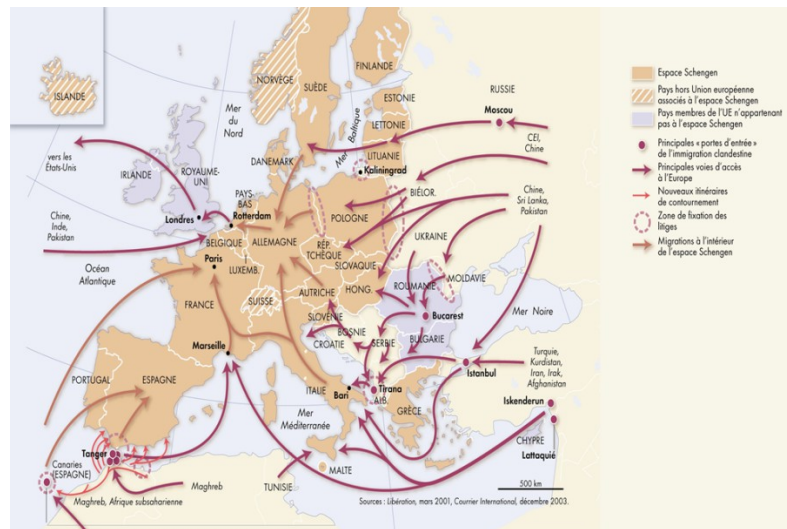 ISLANDE
NORVÈGE
SUÈDE
FINLANDE
ESTONIE
LETTONIE
LITUANIE
RUSSIE
Moscou
CEI,
Chine
Mer
du
Nord
Mer Baltique
vers les
États-Unis
IRLANDE
ROYAUME-
UNI
DANEMARK
Kaliningrad
PAYS-
BAS
Rotterdam
Londres
BIÉLOR.
POLOGNE
Chine,
Sri Lanka,
Pakistan
Chine,
Inde,
Pakistan
BELGIQUE
ALLEMAGNE
LUXEMB.
RÉP.
TCHÈQUE
SLOVAQUIE
UKRAINE
Paris
Océan
Atlantique
FRANCE
SUISSE
AUTRICHE
HONG.
ROUMANIE
MOLDAVIE
SLOVÉNIE
CROATIE
BOSNIE
SERBIE
Bucarest
BULGARIE
Mer Noire
Marseille
PORTUGAL
ESPAGNE
ITALIE
Bari
Tirana
ALB.
GRÈCE
Istanbul
Turquie,
Kurdistan,
Iran, Irak,
Afghanistan
Iskenderun
CHYPRE
Lattaquié
Mer
Méditerranée
MALTE
TUNISIE
Tanger
Canaries
(ESPAGNE)
Maghreb
Maghreb, Afrique subsaharienne
500 km
Sources : Libération, mars 2001, Courrier International, décembre 2003.
Espace Schengen
Pays hors Union européenne
associés à l'espace Schengen
Pays membres de l'UE n'appartenant
pas à l'espace Schengen
Principales « portes d'entrée »
de l'immigration clandestine
Principales voies d'accès
à l'Europe
Nouveaux itinéraires
de contournement
Zone de fixation des
litiges
Migrations à l'intérieur
de l'espace Schengen